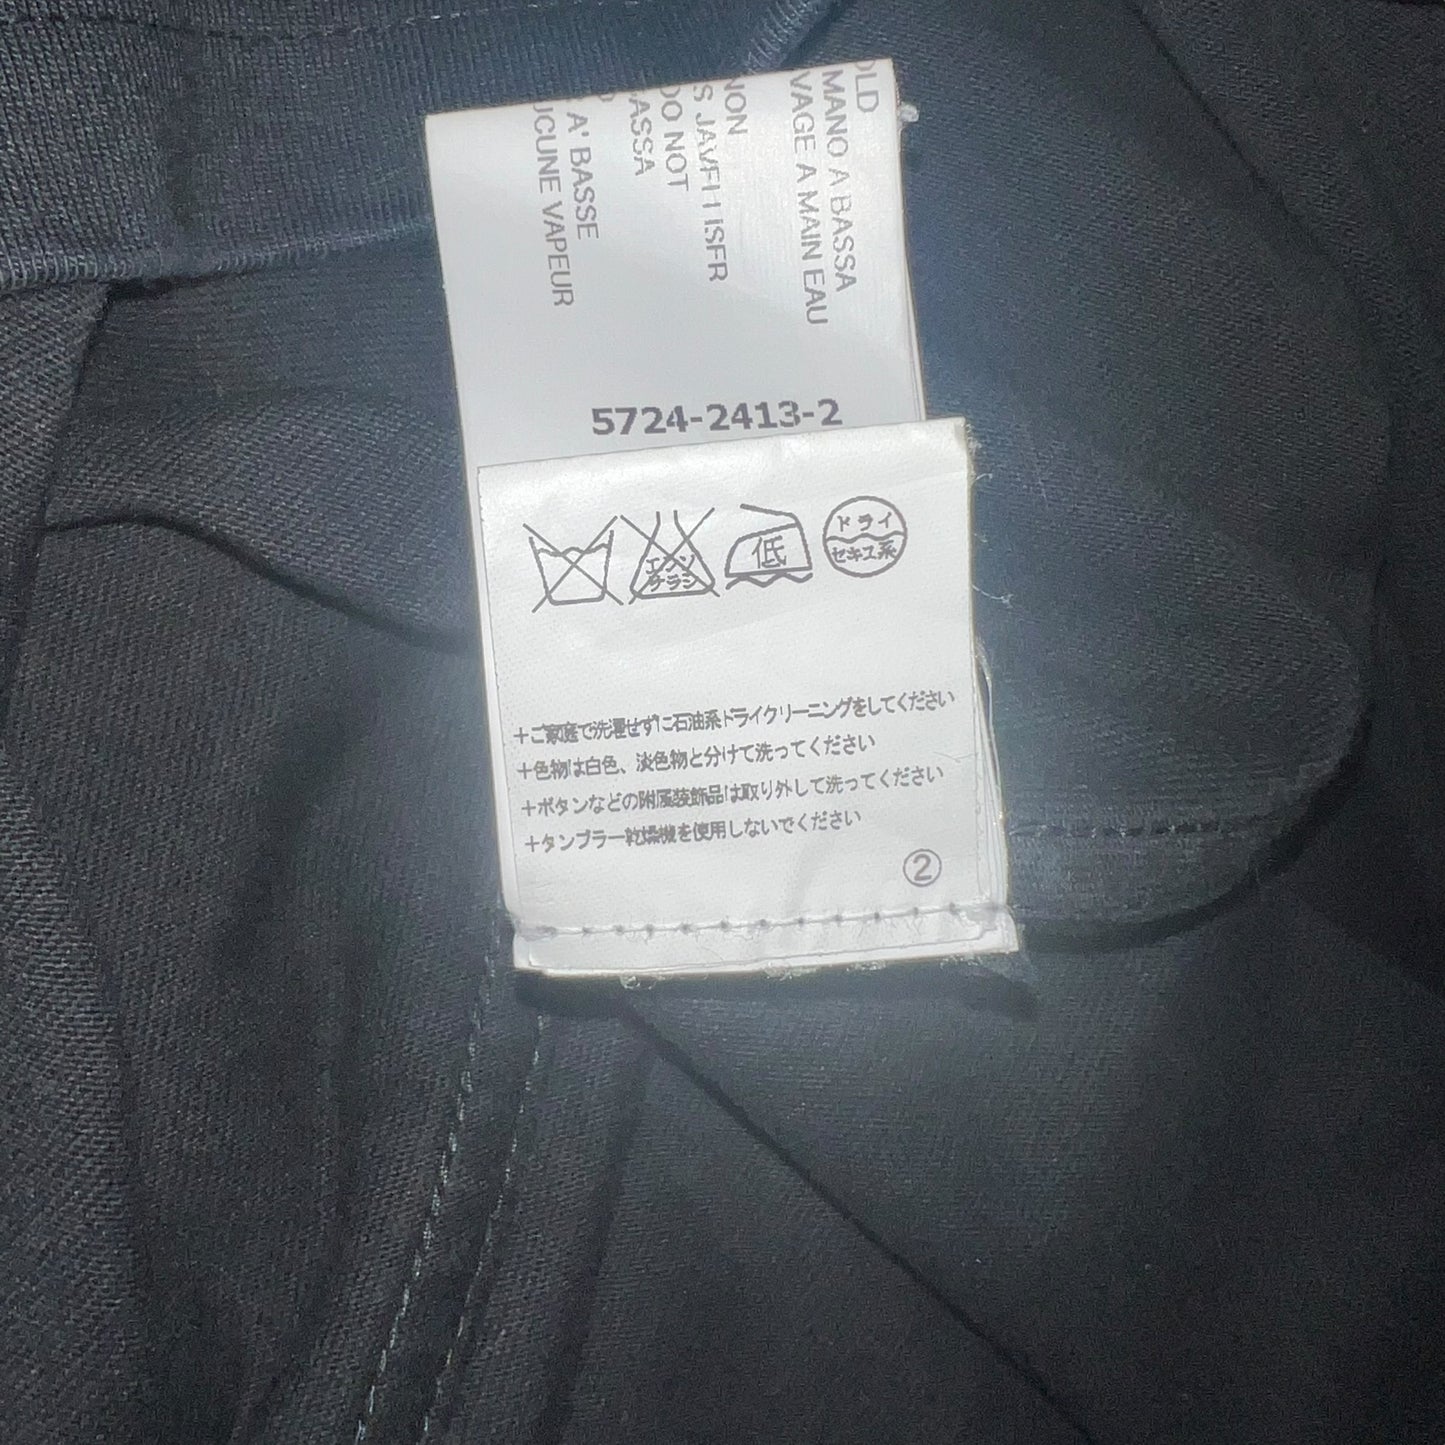 OLD
MANO A BASSA
VAGE A MAIN EAU
NON
S JAVEI
DO NOT
ASSA
A' BASSE
UCUNE VAPEUR
5724-2413-2
エンソ
チラシ
低
ドライ
セキユ系
+ご家庭で洗濯せずに石油系ドライクリーニングをしてください
+色物は白色、淡色物と分けて洗ってください
+ボタンなどの附属装飾品は取り外して洗ってください
+タンブラー乾燥機を使用しないでください
②